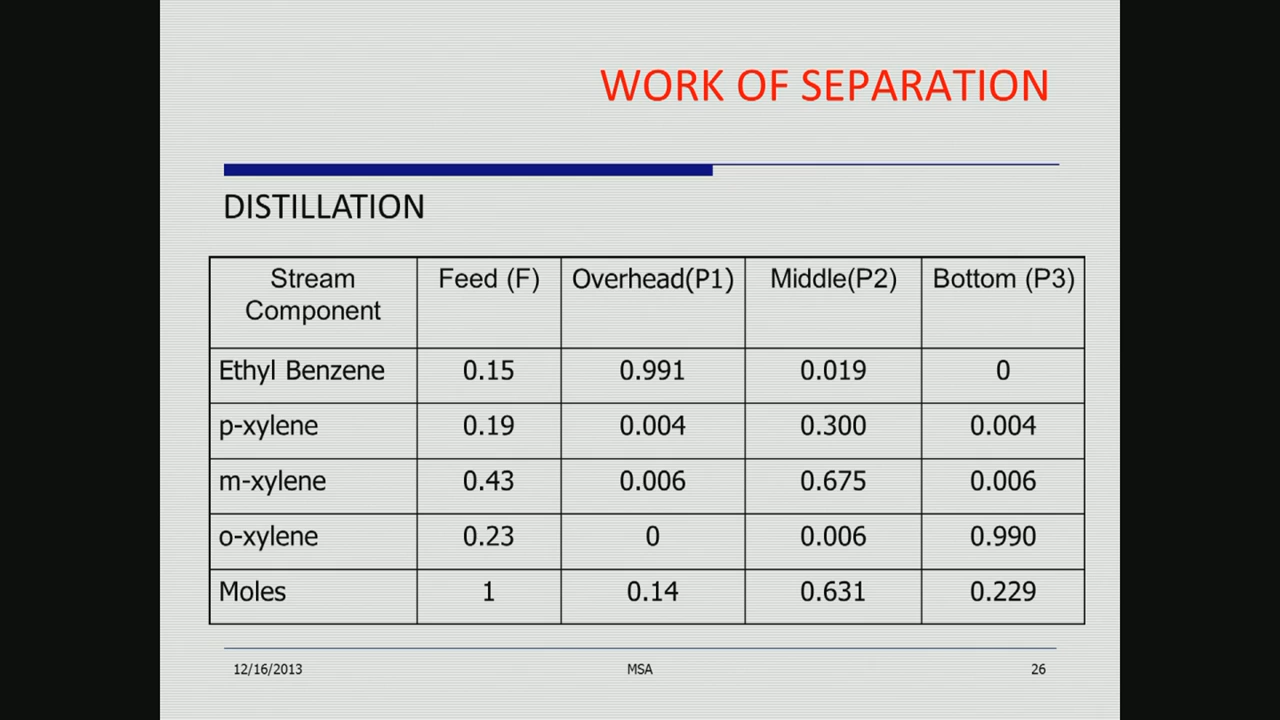 WORK OF SEPARATION
DISTILLATION
Stream Component Feed (F) Overhead(P1) Middle(P2) Bottom (P3)
Ethyl Benzene 0.15 0.991 0.019 0
p-xylene 0.19 0.004 0.300 0.004
m-xylene 0.43 0.006 0.675 0.006
o-xylene 0.23 0 0.006 0.990
Moles 1 0.14 0.631 0.229
12/16/2013 MSA 26